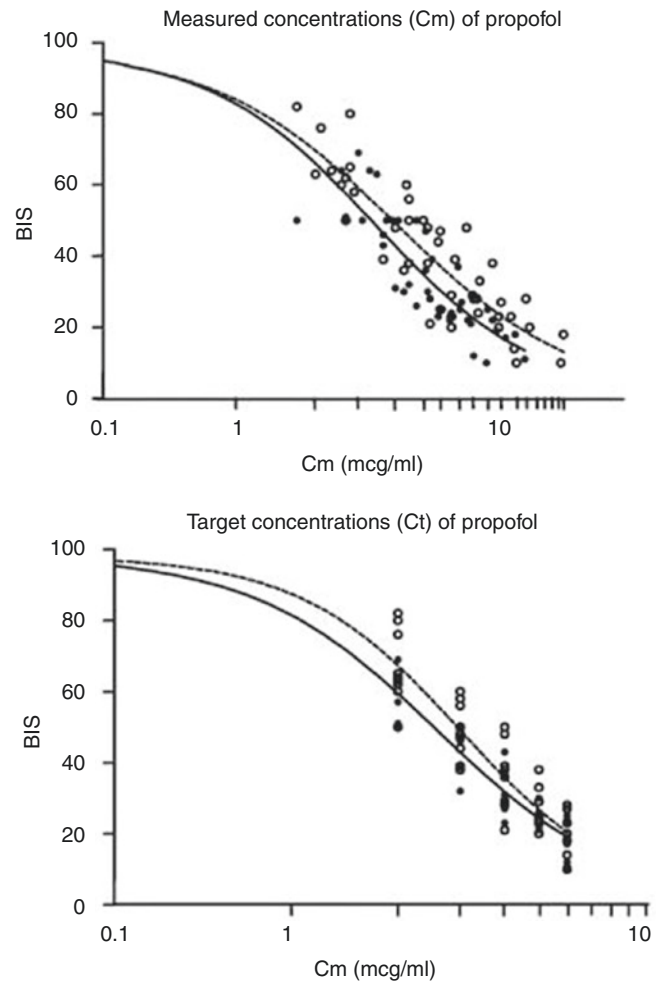 Measured concentrations (Cm) of propofol
100
80
60
40
20
0
BIS
0.1 1 10
Cm (mcg/ml)
Target concentrations (Ct) of propofol
100
80
60
40
20
0
BIS
0.1 1 10
Cm (mcg/ml)